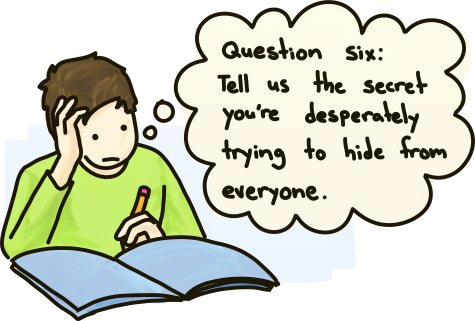 Question six:
Tell us the secret
you're desperately
trying to hide from
everyone.